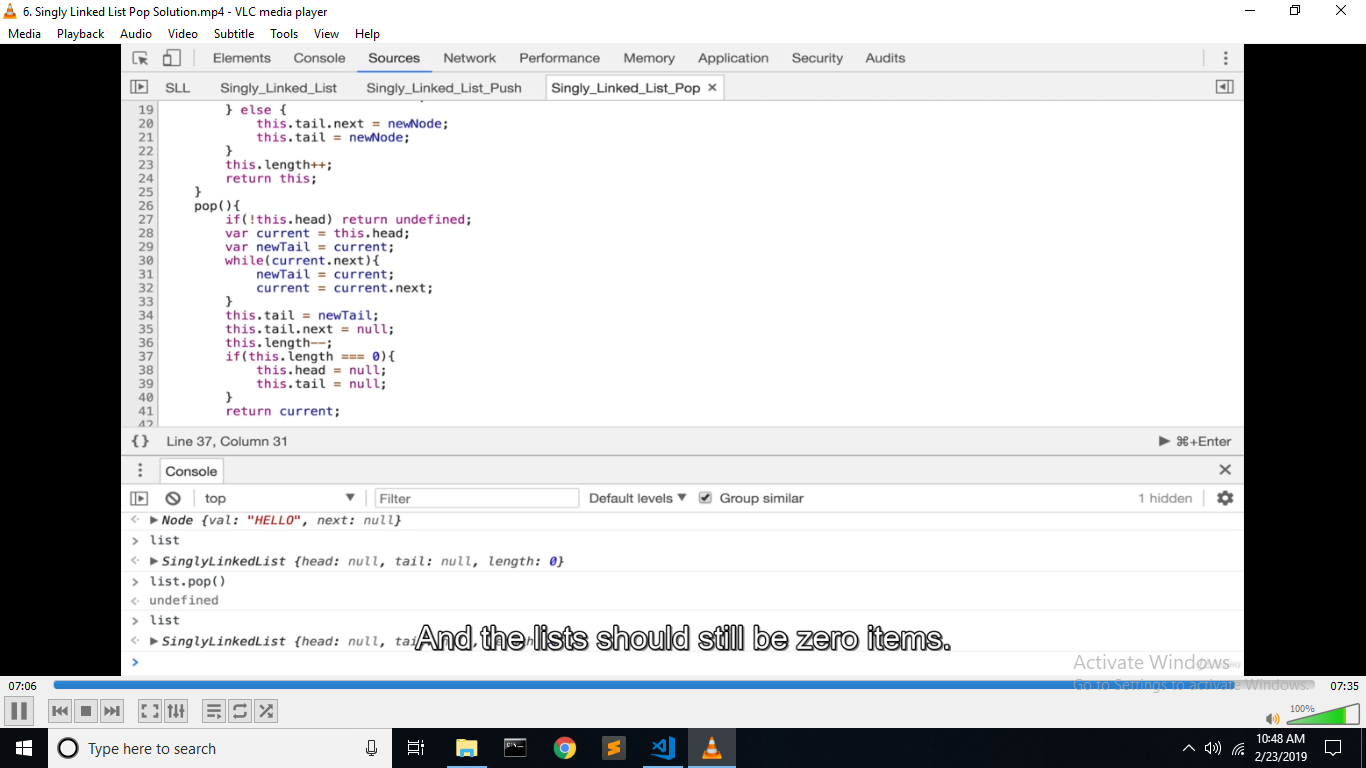 6. Singly Linked List Pop Solution.mp4 - VLC media player
Media Playback Audio Video Subtitle Tools View Help
Elements Console Sources Network Performance Memory Application Security Audits
SLL Singly_Linked_List Singly_Linked_List_Push Singly_Linked_List_Pop ×
19 } else {
20 this.tail.next = newNode;
21 this.tail = newNode;
22 }
23 this.length++;
24 return this;
25 }
26 pop(){
27 if(!this.head) return undefined;
28 var current = this.head;
29 var newTail = current;
30 while(current.next){
31 newTail = current;
32 current = current.next;
33 }
34 this.tail = newTail;
35 this.tail.next = null;
36 this.length--;
37 if(this.length === 0){
38 this.head = null;
39 this.tail = null;
40 }
41 return current;
42
{} Line 37, Column 31 ▶ ⌘+Enter
Console
top Filter Default levels ▼ Group similar 1 hidden
Node {val: "HELLO", next: null}
> list
SinglyLinkedList {head: null, tail: null, length: 0}
> list.pop()
undefined
> list
SinglyLinkedList {head: null,
And the lists should still be zero items.
>
Activate Windows
Go to Settings to activate Windows.
07:06 07:35
100%
Type here to search
10:48 AM
2/23/2019